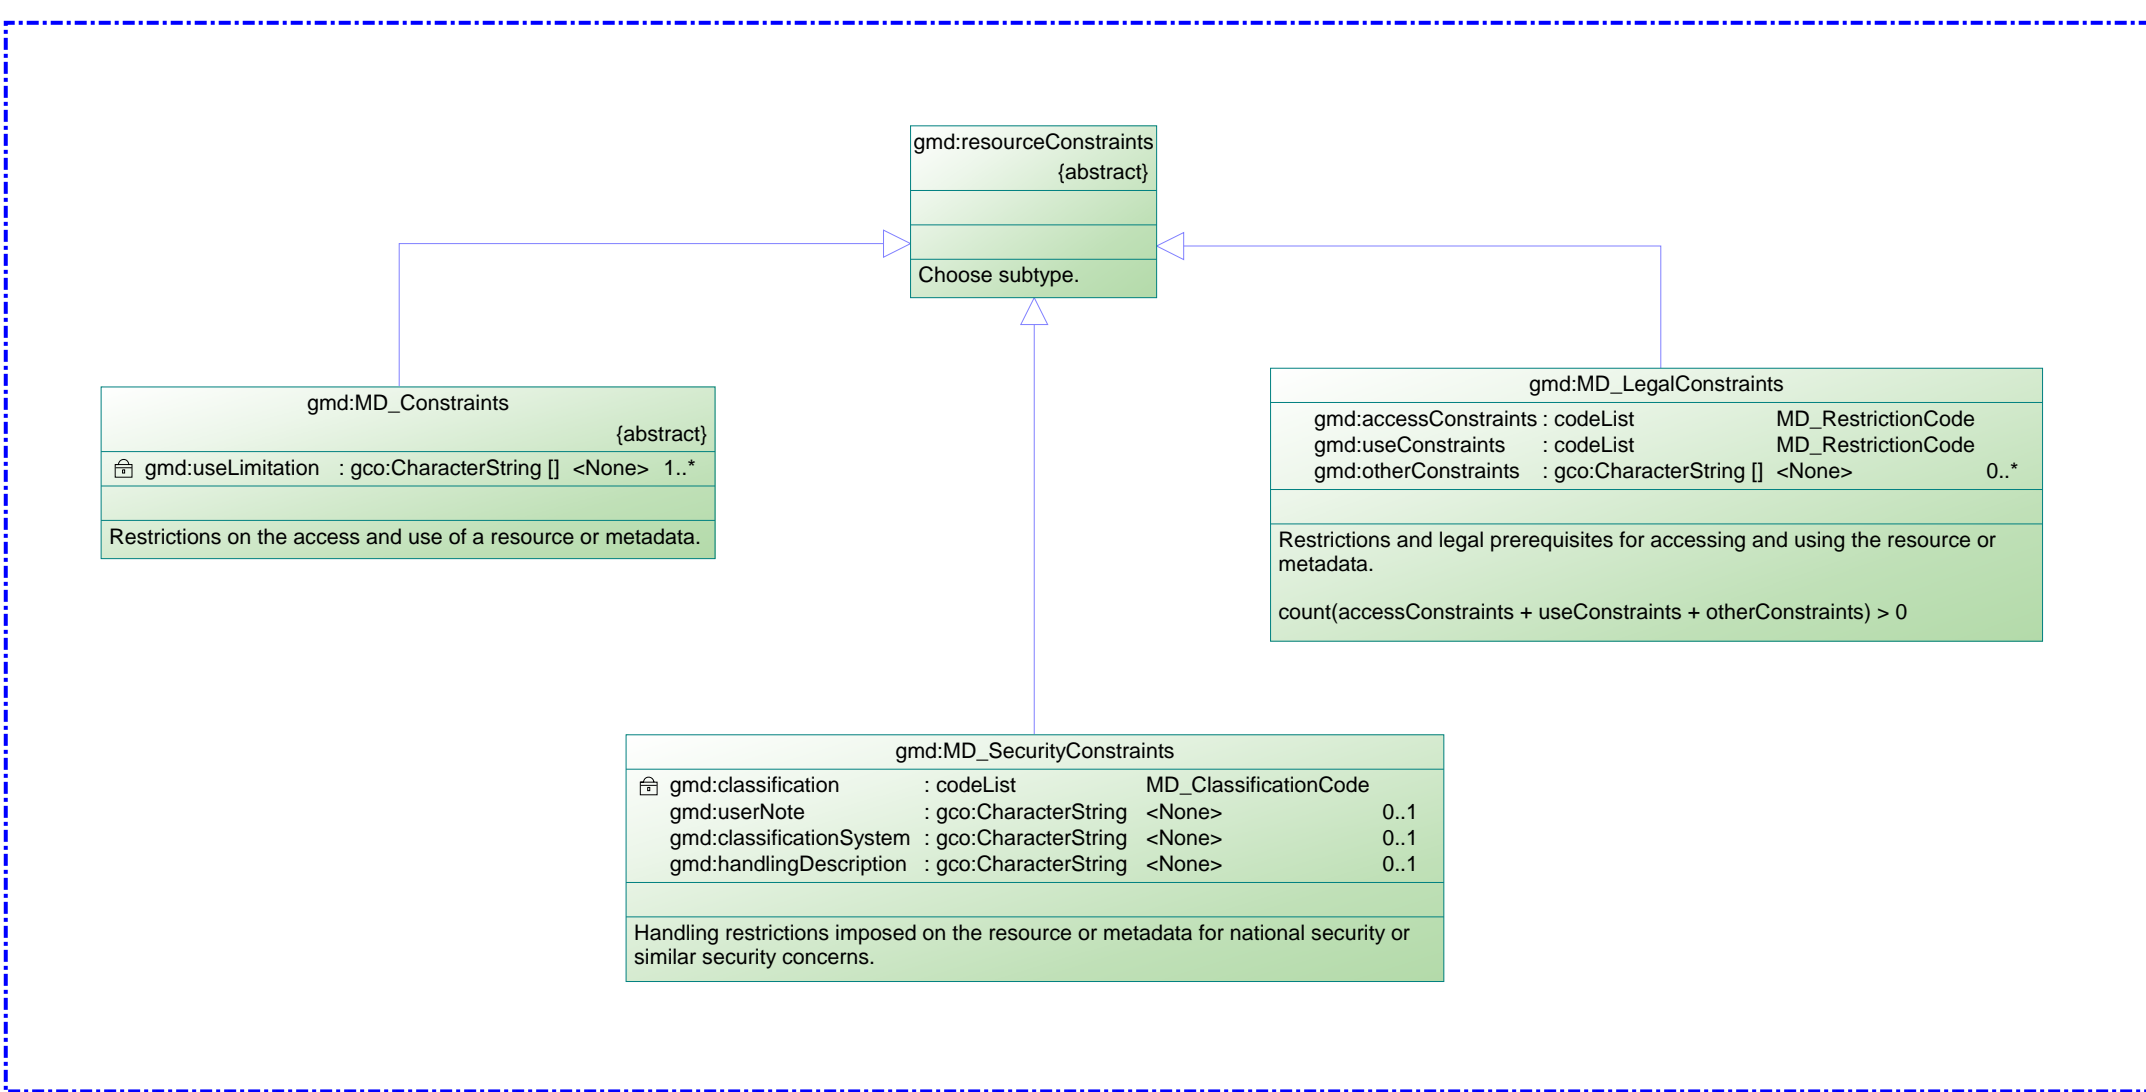 gmd:resourceConstraints
{abstract}
Choose subtype.
gmd:MD_Constraints
{abstract}
gmd:useLimitation : gco:CharacterString [] <None> 1..*
Restrictions on the access and use of a resource or metadata.
gmd:MD_LegalConstraints
gmd:accessConstraints : codeList MD_RestrictionCode
gmd:useConstraints : codeList MD_RestrictionCode
gmd:otherConstraints : gco:CharacterString [] <None> 0..*
Restrictions and legal prerequisites for accessing and using the resource or
metadata.
count(accessConstraints + useConstraints + otherConstraints) > 0
gmd:MD_SecurityConstraints
gmd:classification : codeList MD_ClassificationCode
gmd:userNote : gco:CharacterString <None> 0..1
gmd:classificationSystem : gco:CharacterString <None> 0..1
gmd:handlingDescription : gco:CharacterString <None> 0..1
Handling restrictions imposed on the resource or metadata for national security or
similar security concerns.